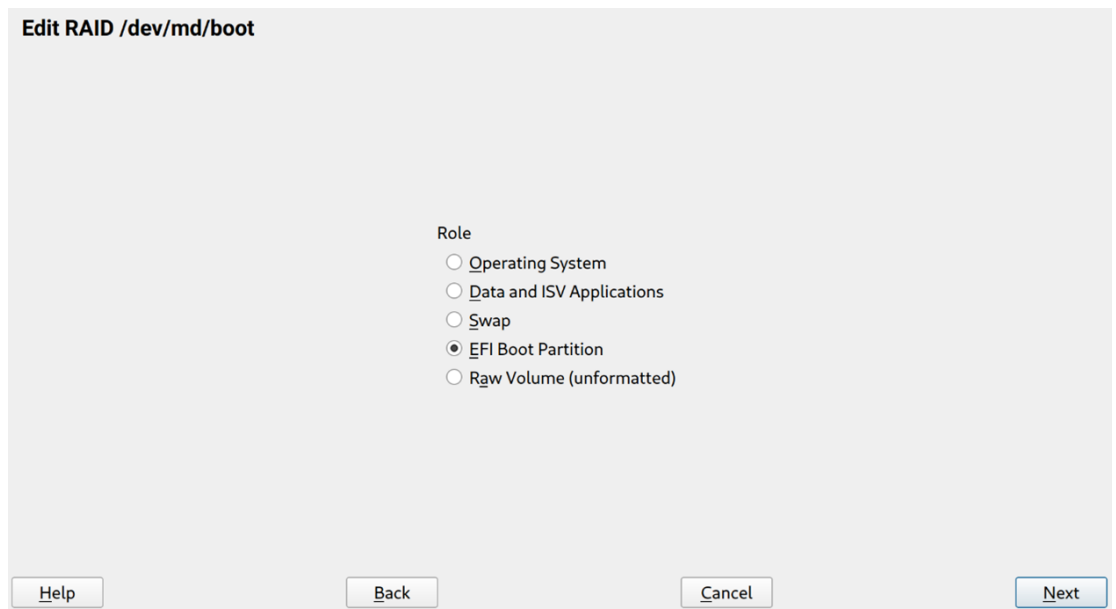 Edit RAID /dev/md/boot
Role
Operating System
Data and ISV Applications
Swap
EFI Boot Partition
Raw Volume (unformatted)
Help Back Cancel Next